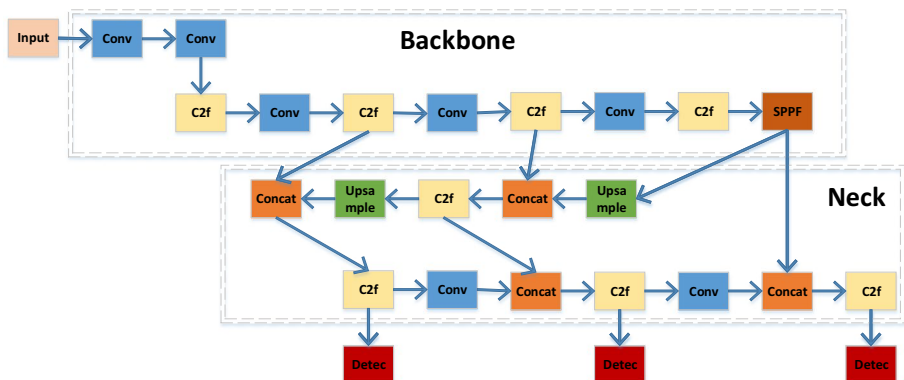 Input
Conv
Conv
Backbone
C2f
Conv
C2f
Conv
C2f
Conv
C2f
SPPF
Concat
Upsa
mple
C2f
Concat
Upsa
mple
Neck
C2f
Conv
Concat
C2f
Conv
Concat
C2f
Detec
Detec
Detec